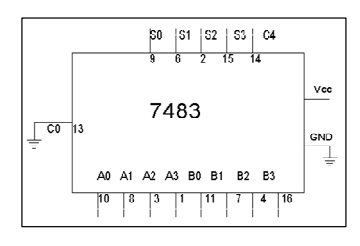 S0 S1 S2 S3 C4
9 6 2 15 14
Vcc
7483
C0 13
GND
A0 A1 A2 A3 B0 B1 B2 B3
10 8 3 1 11 7 4 16